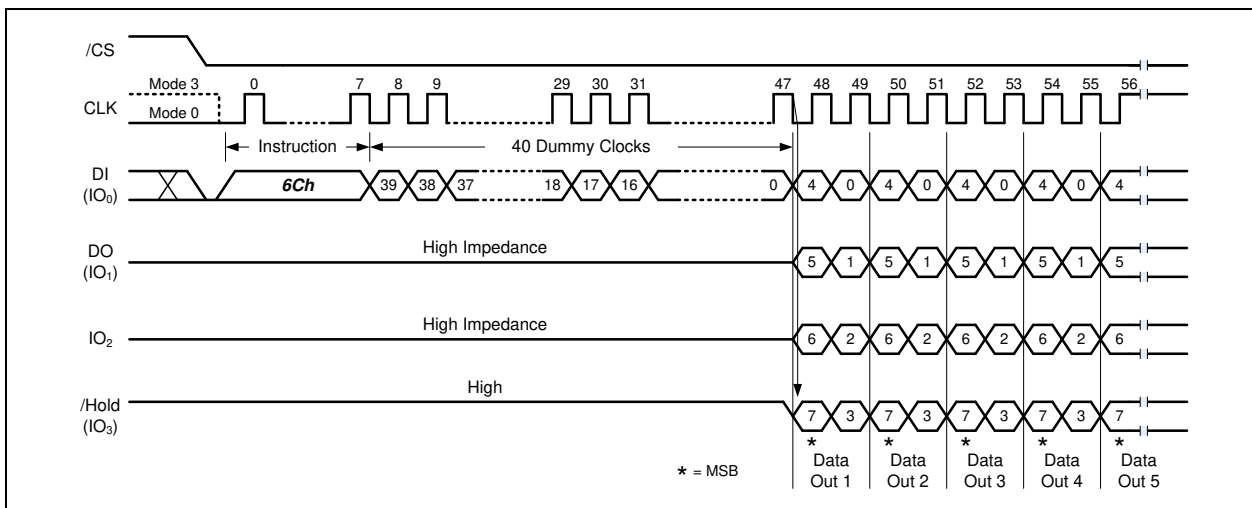 /CS
Mode 3 0 7 8 9 29 30 31 47 48 49 50 51 52 53 54 55 56
CLK
Mode 0
Instruction 40 Dummy Clocks
DI
(IO₀)
6Ch 39 38 37 18 17 16 0 4 0 4 0 4 0 4 0 4
High Impedance
DO
(IO₁)
5 1 5 1 5 1 5 1 5
High Impedance
IO₂
6 2 6 2 6 2 6 2 6
High
/Hold
(IO₃)
7 3 7 3 7 3 7 3 7
* * * * *
* = MSB
Data Data Data Data Data
Out 1 Out 2 Out 3 Out 4 Out 5